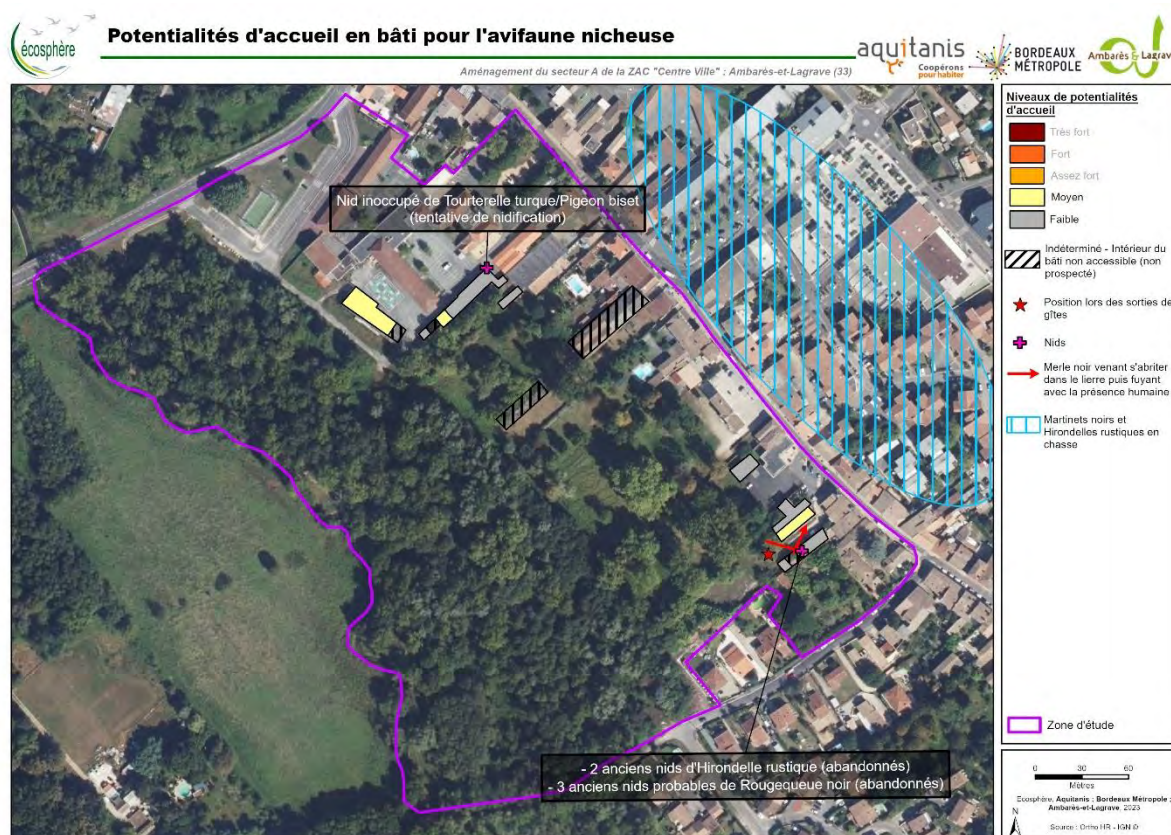 écosphère
Potentialités d'accueil en bâti pour l'avifaune nicheuse
Aménagement du secteur A de la ZAC "Centre Ville" : Ambarès-et-Lagrave (33)
aquitanis
Coopérons
pour habiter
BORDEAUX
MÉTROPOLE
Ambarès & Lagrave
Nid inoccupé de Tourterelle turque/Pigeon biset
(tentative de nidification)
- 2 anciens nids d'Hirondelle rustique (abandonnés)
- 3 anciens nids probables de Rougequeue noir (abandonnés)
Niveaux de potentialités
d'accueil
Très fort
Fort
Assez fort
Moyen
Faible
Indéterminé - Intérieur du
bâti non accessible (non
prospecté)
Position lors des sorties de
gîtes
Nids
Merle noir venant s'abriter
dans le lierre puis fuyant
avec la présence humaine
Martinets noirs et
Hirondelles rustiques en
chasse
Zone d'étude
0 30 60
Mètres
Ecosphère, Aquitanis ; Bordeaux Métropole ;
Ambarès-et-Lagrave, 2023
N
Source : Ortho HR - IGN ©